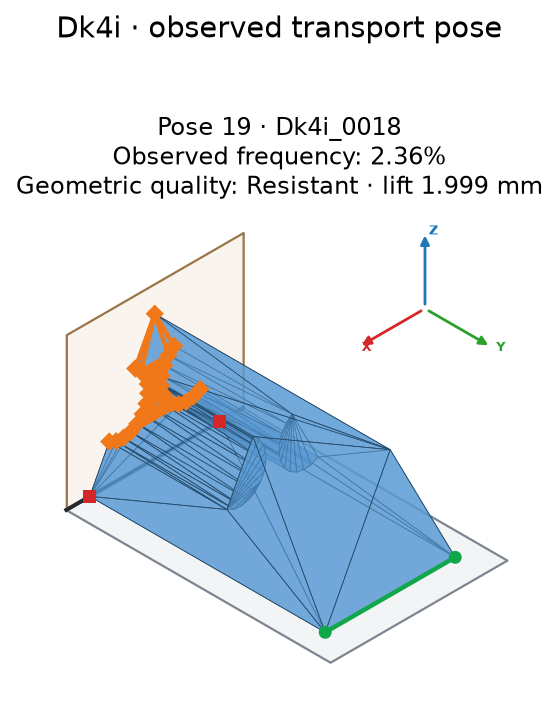 Dk4i · observed transport pose
Pose 19 · Dk4i_0018
Observed frequency: 2.36%
Geometric quality: Resistant · lift 1.999 mm
Z
X
Y